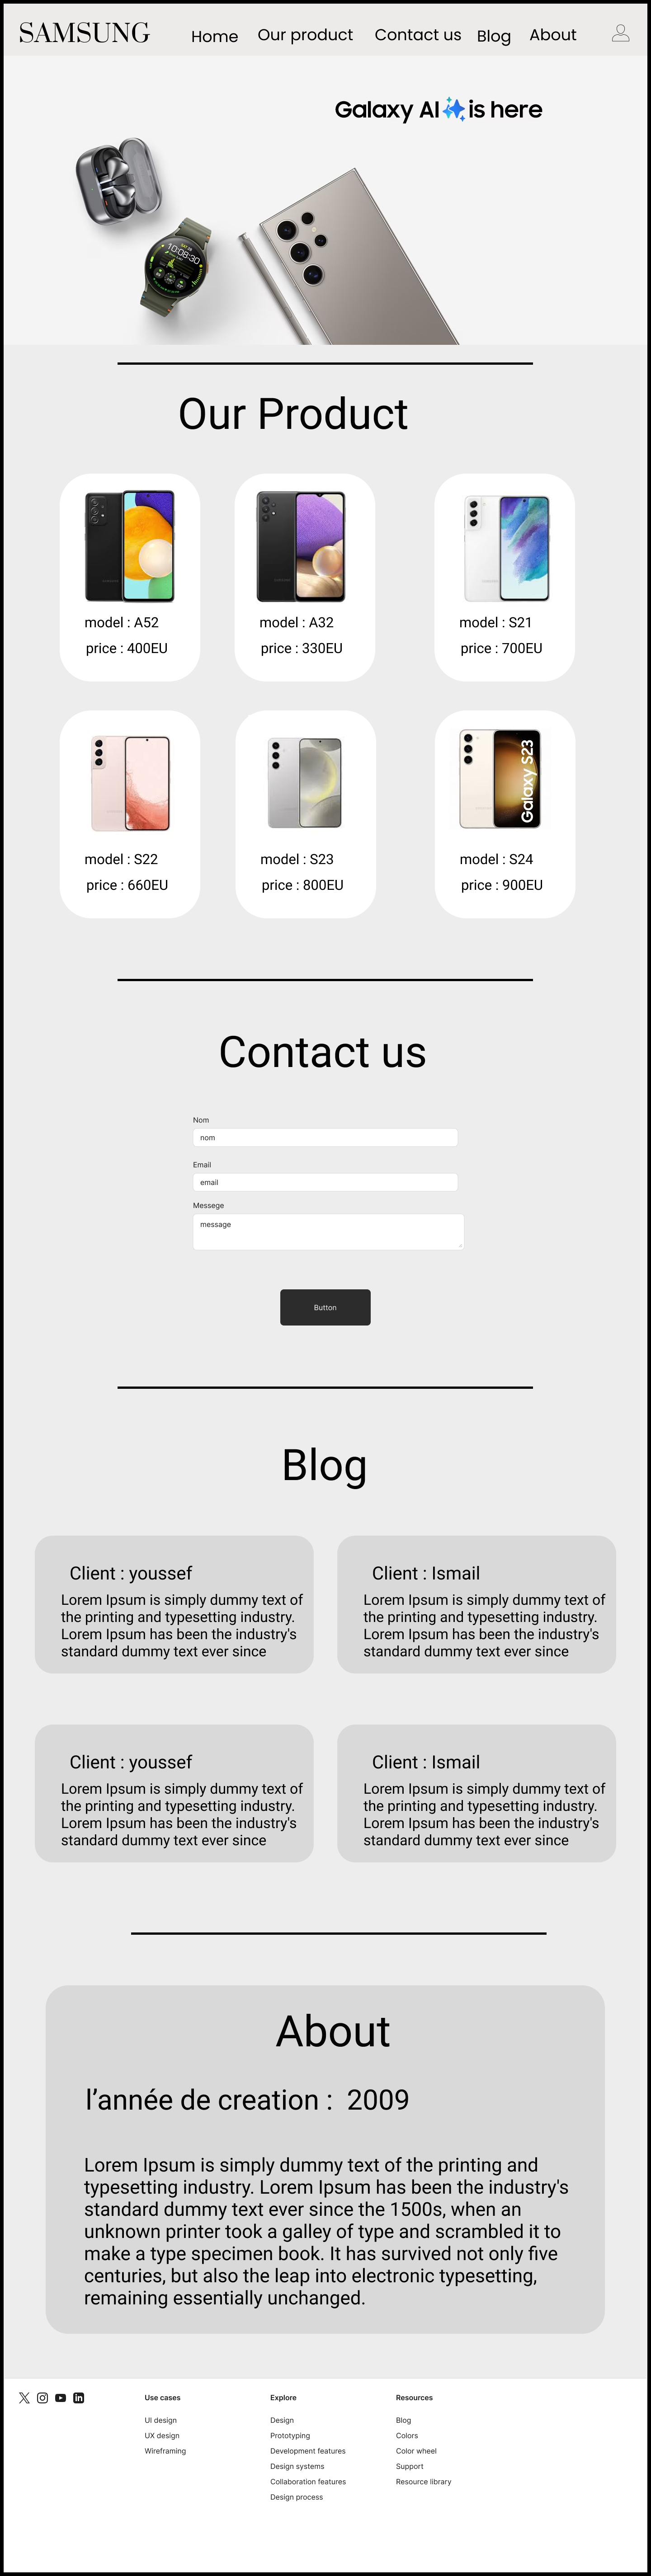 SAMSUNG
Home Our product Contact us Blog About
Galaxy AI is here
10:08:30
Our Product
model : A52
price : 400EU
model : A32
price : 330EU
model : S21
price : 700EU
model : S22
price : 660EU
model : S23
price : 800EU
Galaxy S23
model : S24
price : 900EU
Contact us
Nom
nom
Email
email
Messege
message
Button
Blog
Client : youssef
Lorem Ipsum is simply dummy text of
the printing and typesetting industry.
Lorem Ipsum has been the industry's
standard dummy text ever since
Client : Ismail
Lorem Ipsum is simply dummy text of
the printing and typesetting industry.
Lorem Ipsum has been the industry's
standard dummy text ever since
Client : youssef
Lorem Ipsum is simply dummy text of
the printing and typesetting industry.
Lorem Ipsum has been the industry's
standard dummy text ever since
Client : Ismail
Lorem Ipsum is simply dummy text of
the printing and typesetting industry.
Lorem Ipsum has been the industry's
standard dummy text ever since
About
l’année de creation : 2009
Lorem Ipsum is simply dummy text of the printing and
typesetting industry. Lorem Ipsum has been the industry's
standard dummy text ever since the 1500s, when an
unknown printer took a galley of type and scrambled it to
make a type specimen book. It has survived not only five
centuries, but also the leap into electronic typesetting,
remaining essentially unchanged.
Use cases
UI design
UX design
Wireframing
Explore
Design
Prototyping
Development features
Design systems
Collaboration features
Design process
Resources
Blog
Colors
Color wheel
Support
Resource library